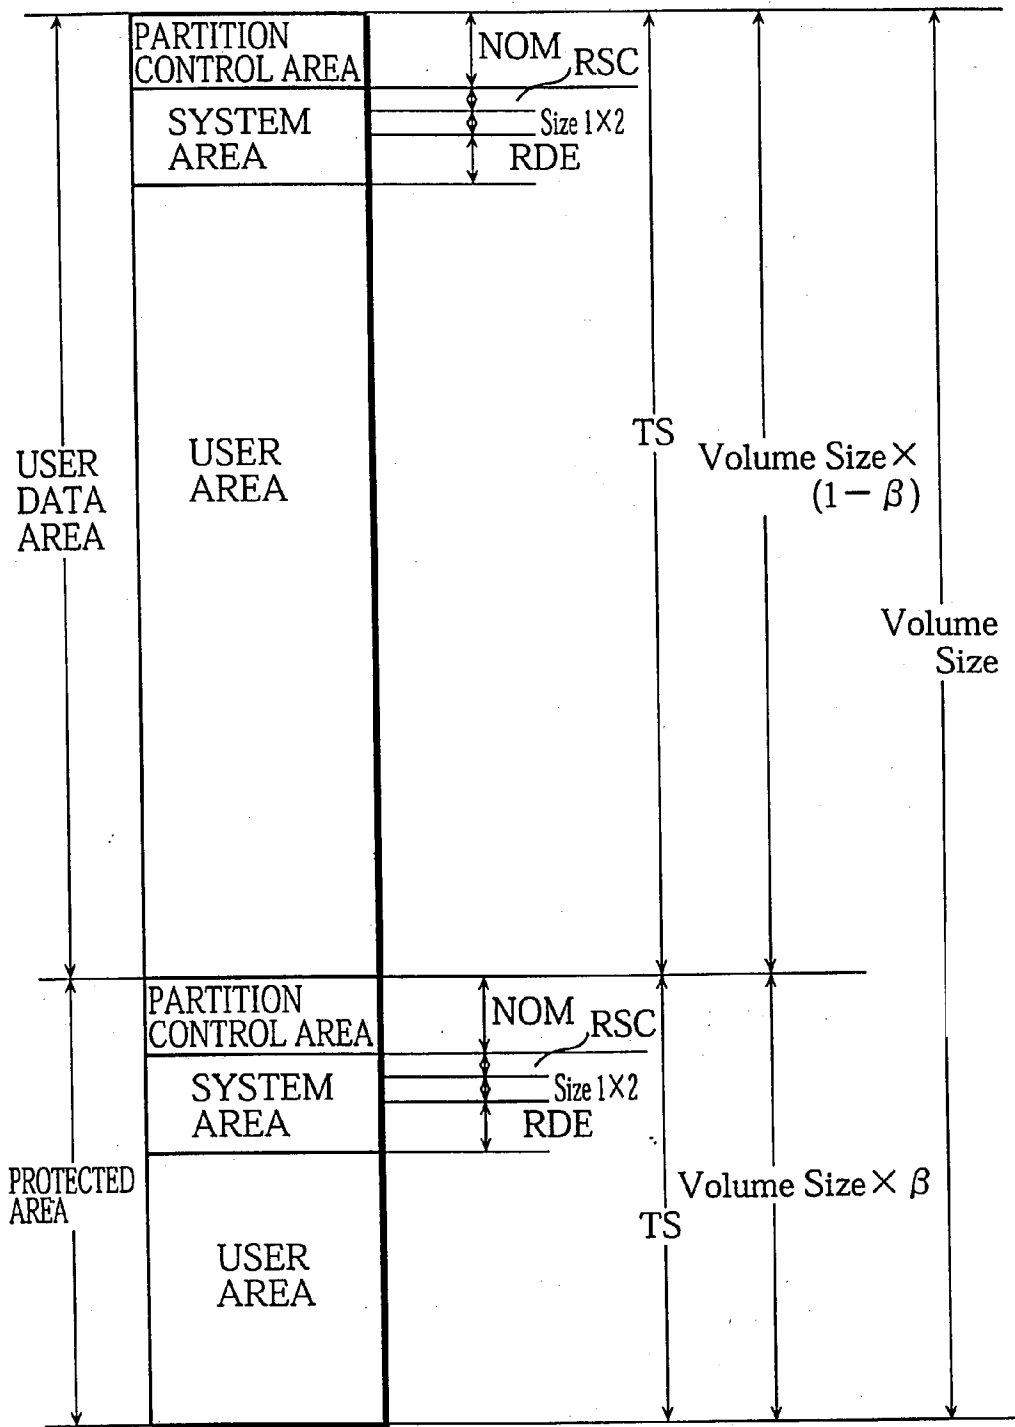 PARTITION
CONTROL AREA
NOM
RSC
SYSTEM
AREA
Size 1×2
RDE
USER
DATA
AREA
USER
AREA
TS
Volume Size×
(1− β)
Volume
Size
PARTITION
CONTROL AREA
NOM
RSC
SYSTEM
AREA
Size 1×2
RDE
PROTECTED
AREA
Volume Size× β
TS
USER
AREA